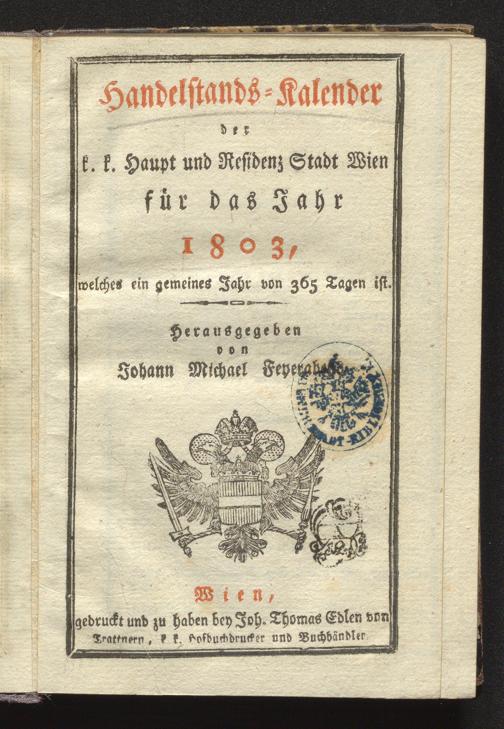 Handelstands-Kalender
der
k. k. Haupt und Residenz Stadt Wien
für das Jahr
1803,
welches ein gemeines Jahr von 365 Tagen ist.
Herausgegeben
von
Johann Michael
Wien,
gedruckt und zu haben bey Joh. Thomas Edlen von
Trattnern, k k. Hofbuchdrucker und Buchhändler